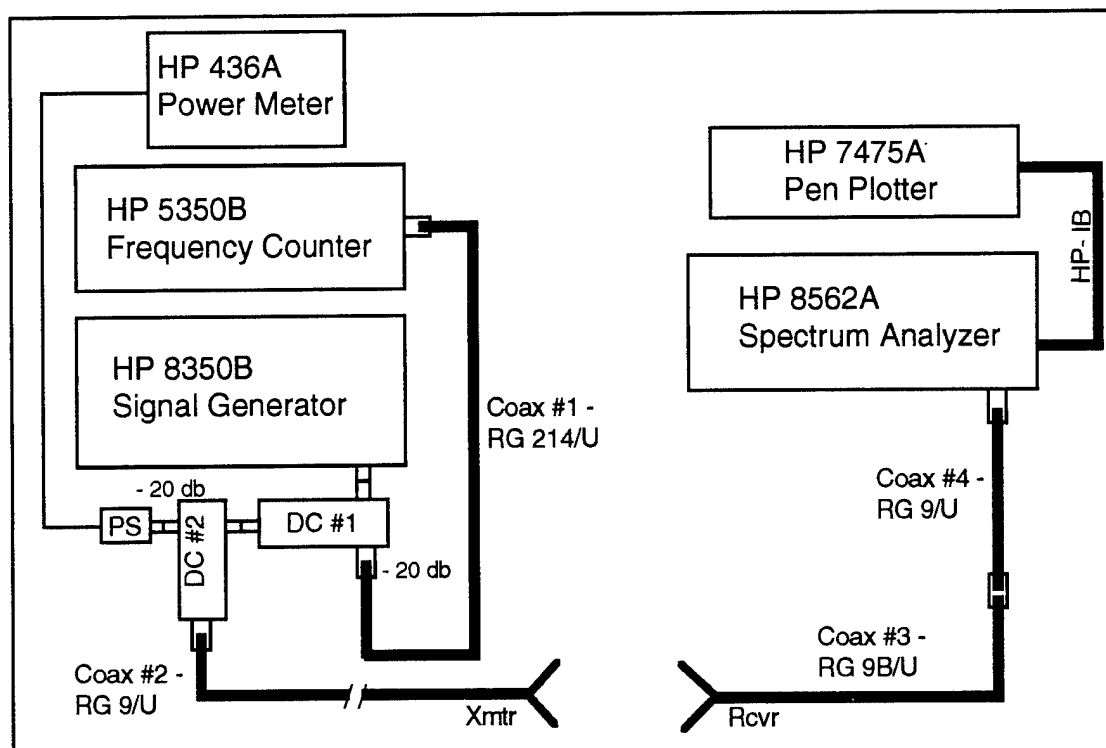 HP 436A
Power Meter
HP 5350B
Frequency Counter
HP 8350B
Signal Generator
- 20 db
PS
DC #2
DC #1
- 20 db
Coax #1 -
RG 214/U
Coax #2 -
RG 9/U
Xmtr
HP 7475A
Pen Plotter
HP-IB
HP 8562A
Spectrum Analyzer
Coax #4 -
RG 9/U
Coax #3 -
RG 9B/U
Rcvr